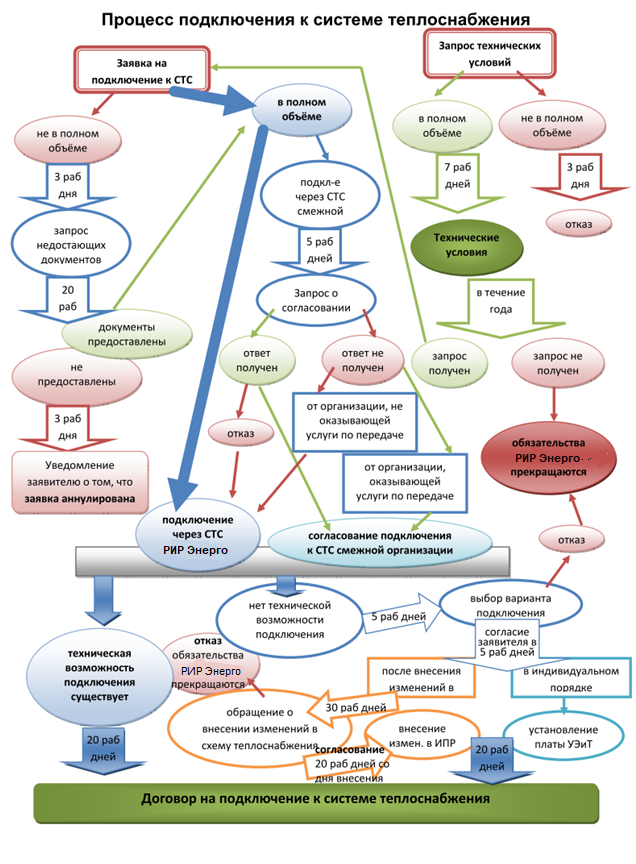 Процесс подключения к системе теплоснабжения
Заявка на
подключение к СТС
Запрос технических
условий
в полном
объёме
не в полном
объёме
3 раб
дня
запрос
недостающих
документов
20
раб
документы
предоставлены
не
предоставлены
3 раб
дня
Уведомление
заявителю о том, что
заявка аннулирована
подкл-е
через СТС
смежной
5 раб
дней
Запрос о
согласовании
ответ
получен
ответ не
получен
отказ
от организации, не
оказывающей
услуги по передаче
от организации,
оказывающей
услуги по передаче
в полном
объёме
не в полном
объёме
7 раб
дней
3 раб
дня
отказ
Технические
условия
в течение
года
запрос
получен
запрос не
получен
обязательства
РИР Энерго
прекращаются
отказ
подключение
через СТС
РИР Энерго
согласование подключения
к СТС смежной организации
нет технической
возможности
подключения
5 раб дней
выбор варианта
подключения
согласие
заявителя в
5 раб дней
техническая
возможность
подключения
существует
отказ
обязательства
РИР Энерго
прекращаются
после внесения
изменений в
в индивидуальном
порядке
30 раб дней
обращение о
внесении изменений в
схему теплоснабжения
внесение
измен. в ИПР
установление
платы УЭиТ
согласование
20 раб дней со
дня внесения
20 раб
дней
20 раб
дней
Договор на подключение к системе теплоснабжения